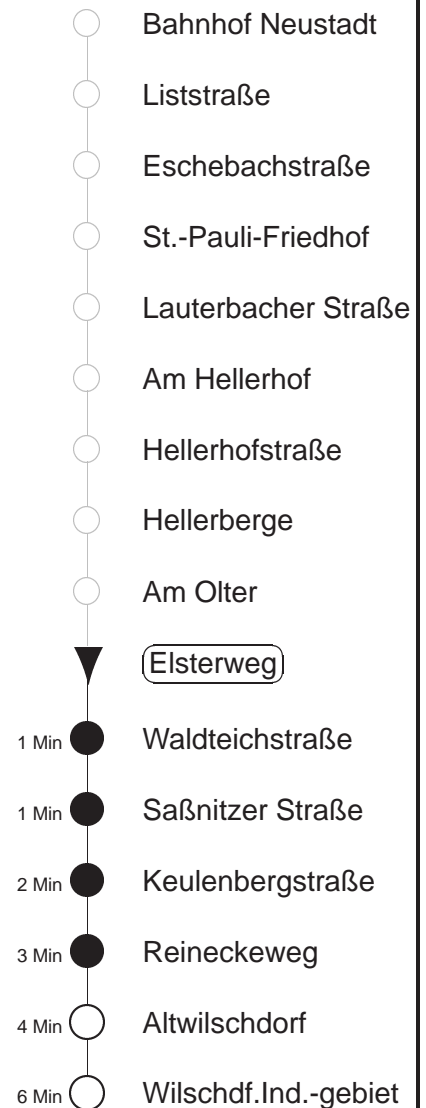 Bahnhof Neustadt
Liststraße
Eschebachstraße
St.-Pauli-Friedhof
Lauterbacher Straße
Am Hellerhof
Hellerhofstraße
Hellerberge
Am Olter
Elsterweg
1 Min Waldteichstraße
1 Min Saßnitzer Straße
2 Min Keulenbergstraße
3 Min Reineckeweg
4 Min Altwilschdorf
6 Min Wilschdf.Ind.-gebiet